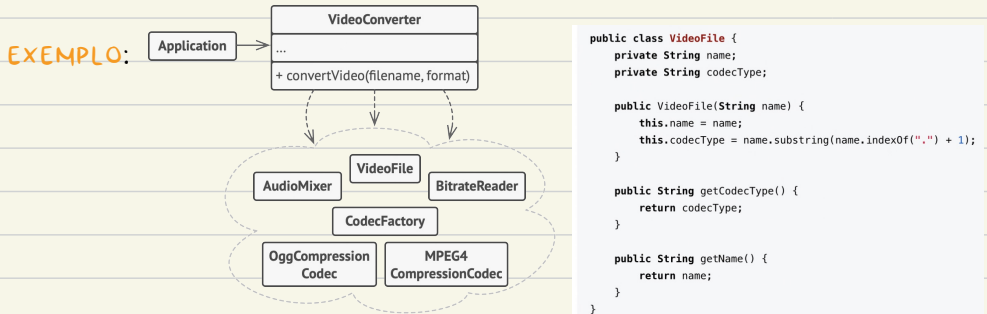 EXEMPLO:
Application
VideoConverter
...
+ convertVideo(filename, format)
VideoFile
AudioMixer
BitrateReader
CodecFactory
OggCompression
Codec
MPEG4
CompressionCodec
public class VideoFile {
    private String name;
    private String codecType;

    public VideoFile(String name) {
        this.name = name;
        this.codecType = name.substring(name.indexOf(".") + 1);
    }

    public String getCodecType() {
        return codecType;
    }

    public String getName() {
        return name;
    }
}